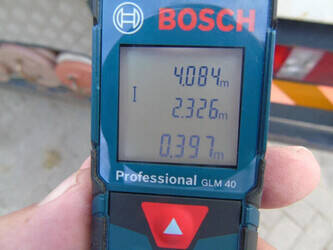 BOSCH
4.084m
2.326m
0.397m
Professional GLM 40